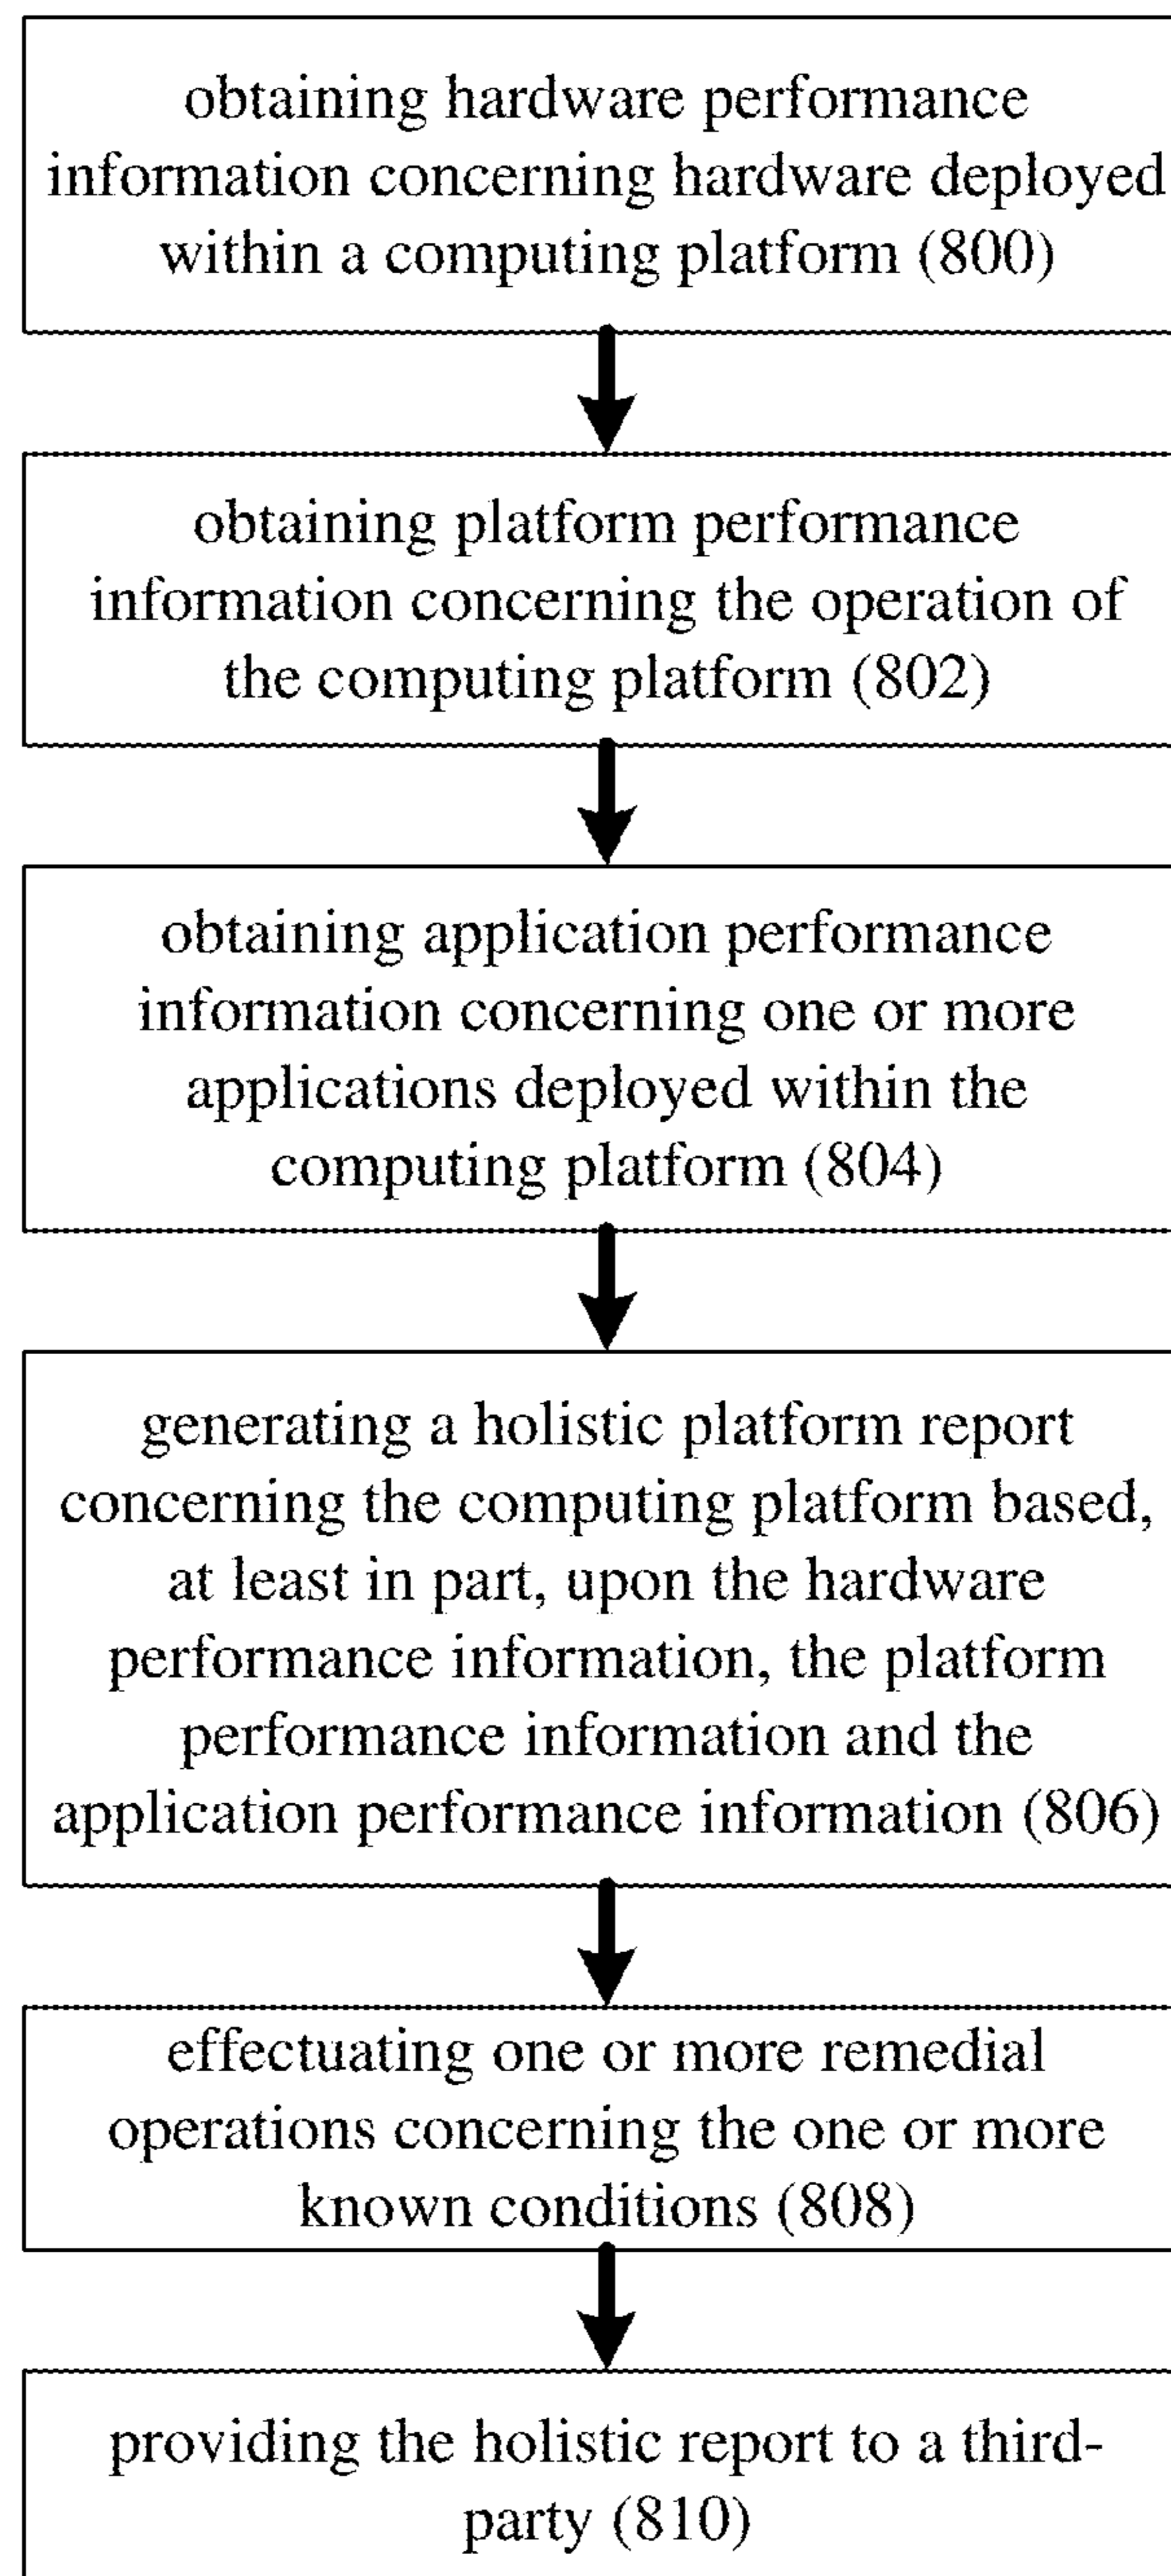 obtaining hardware performance
information concerning hardware deployed
within a computing platform (800)
obtaining platform performance
information concerning the operation of
the computing platform (802)
obtaining application performance
information concerning one or more
applications deployed within the
computing platform (804)
generating a holistic platform report
concerning the computing platform based,
at least in part, upon the hardware
performance information, the platform
performance information and the
application performance information (806)
effectuating one or more remedial
operations concerning the one or more
known conditions (808)
providing the holistic report to a third-
party (810)